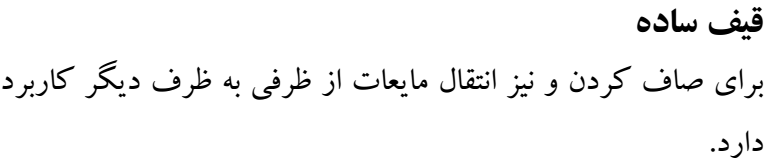 قیف ساده
برای صاف کردن و نیز انتقال مایعات از ظرفی به ظرف دیگر کاربرد
دارد.